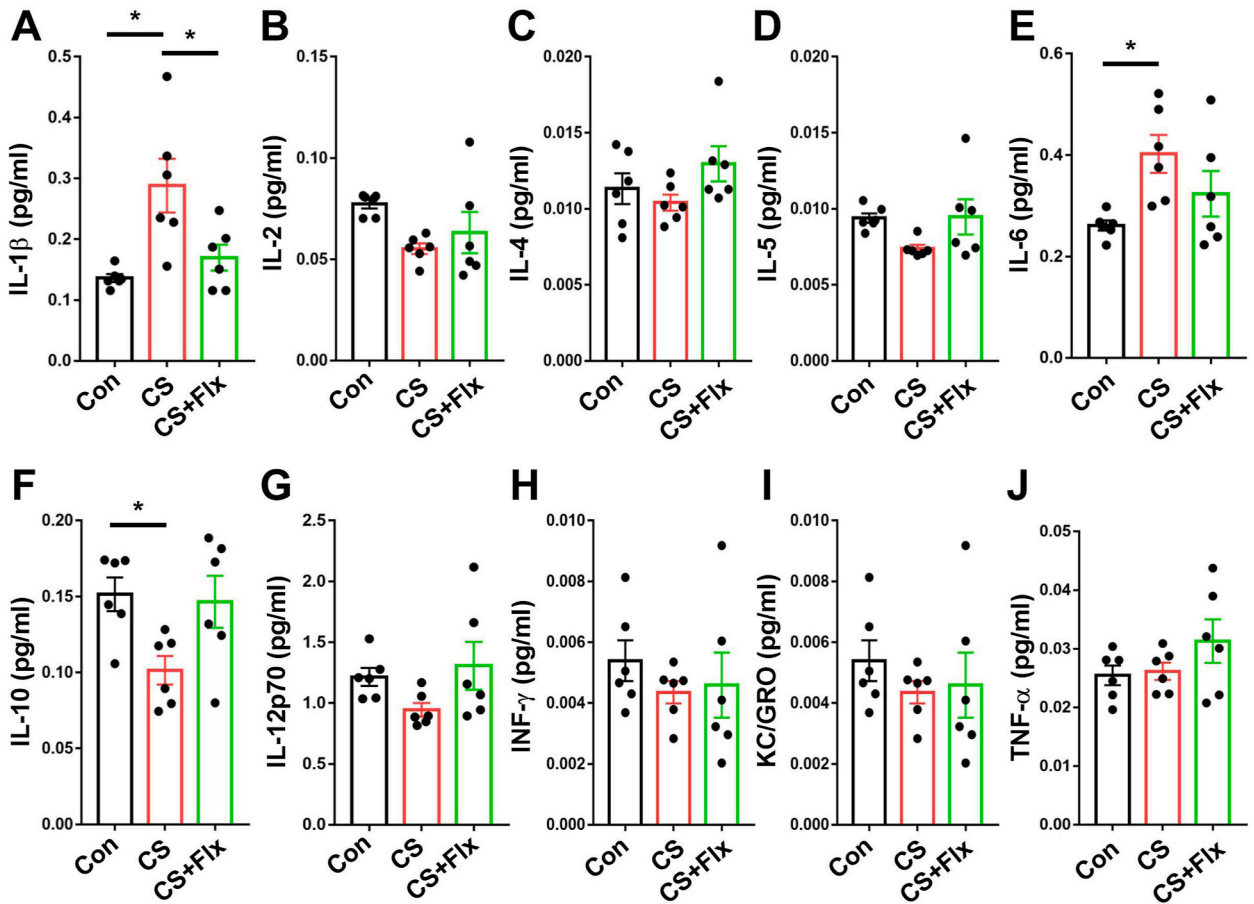 A
B
C
D
E
*
*
*
IL-1β (pg/ml)
0.5
0.4
0.3
0.2
0.1
0.0
Con
CS
CS+Flx
IL-2 (pg/ml)
0.15
0.10
0.05
0.00
Con
CS
CS+Flx
IL-4 (pg/ml)
0.020
0.015
0.010
0.005
0.000
Con
CS
CS+Flx
IL-5 (pg/ml)
0.020
0.015
0.010
0.005
0.000
Con
CS
CS+Flx
IL-6 (pg/ml)
0.6
0.4
0.2
0.0
Con
CS
CS+Flx
F
G
H
I
J
*
IL-10 (pg/ml)
0.20
0.15
0.10
0.05
0.00
Con
CS
CS+Flx
IL-12p70 (pg/ml)
2.5
2.0
1.5
1.0
0.5
0.0
Con
CS
CS+Flx
INF-γ (pg/ml)
0.010
0.008
0.006
0.004
0.002
0.000
Con
CS
CS+Flx
KC/GRO (pg/ml)
0.010
0.008
0.006
0.004
0.002
0.000
Con
CS
CS+Flx
TNF-α (pg/ml)
0.05
0.04
0.03
0.02
0.01
0.00
Con
CS
CS+Flx